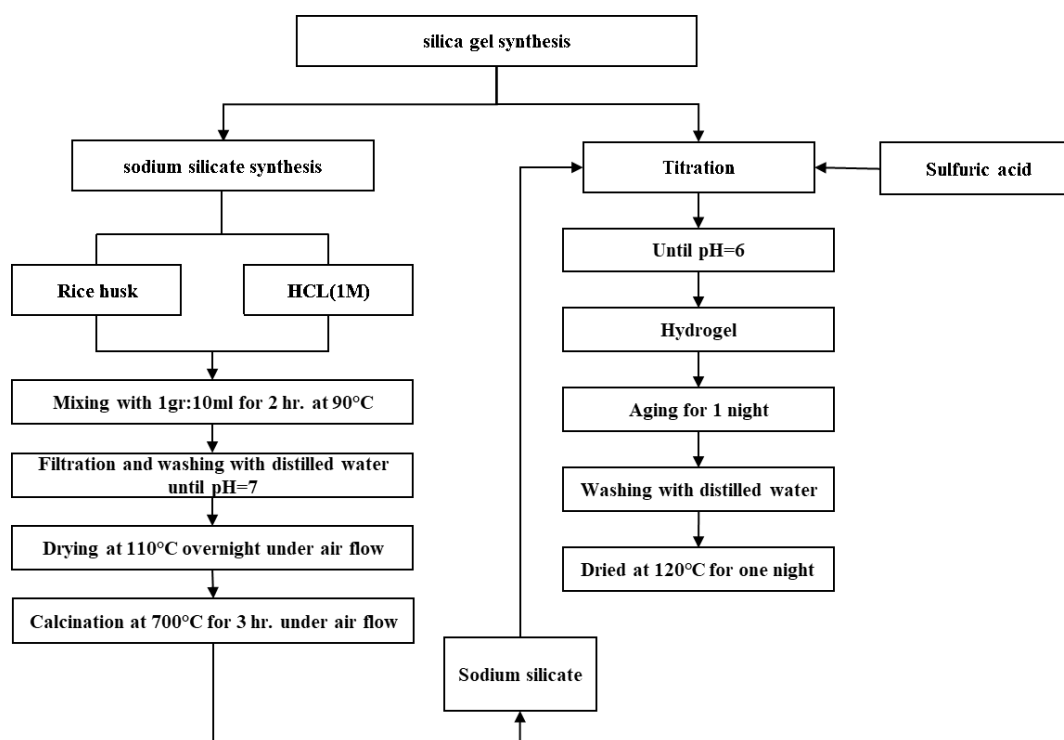 silica gel synthesis
sodium silicate synthesis
Rice husk
HCL(1M)
Mixing with 1gr:10ml for 2 hr. at 90°C
Filtration and washing with distilled water
until pH=7
Drying at 110°C overnight under air flow
Calcination at 700°C for 3 hr. under air flow
Sodium silicate
Titration
Sulfuric acid
Until pH=6
Hydrogel
Aging for 1 night
Washing with distilled water
Dried at 120°C for one night